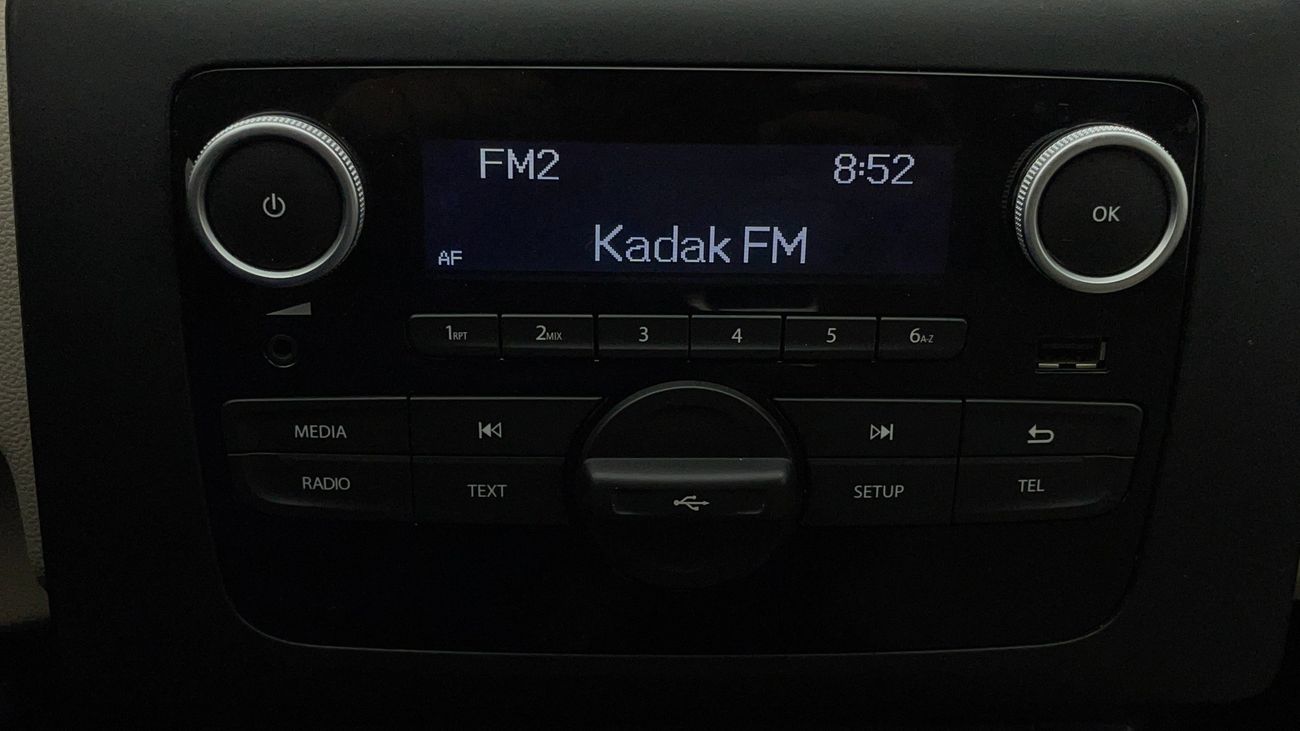 FM2 8:52
Kadak FM
AF
OK
1RPT 2MIX 3 4 5 6A-Z
MEDIA
RADIO TEXT SETUP TEL